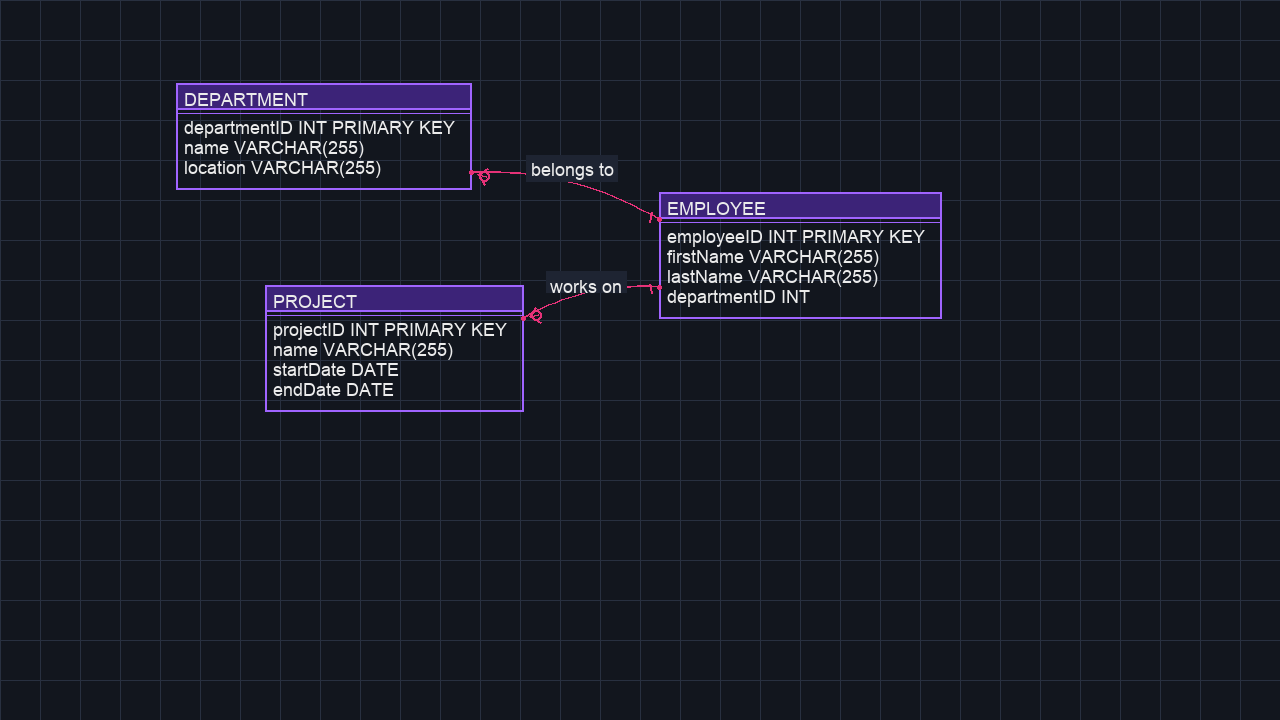 DEPARTMENT
departmentID INT PRIMARY KEY
name VARCHAR(255)
location VARCHAR(255)
belongs to
EMPLOYEE
employeeID INT PRIMARY KEY
firstName VARCHAR(255)
lastName VARCHAR(255)
departmentID INT
works on
PROJECT
projectID INT PRIMARY KEY
name VARCHAR(255)
startDate DATE
endDate DATE